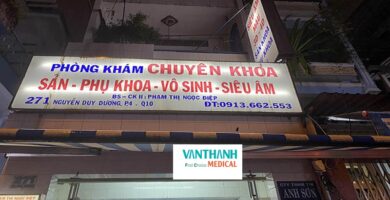 PHÒNG KHÁM CHUYÊN KHOA
SẢN - PHỤ KHOA - VÔ SINH - SIÊU ÂM
BS - CK II: PHẠM THỊ NGỌC ĐIỆP
271 NGUYỄN DUY DƯƠNG, P4 - Q10 ĐT: 0913.662.553
VANTHANH
MEDICAL
ANH SƠN